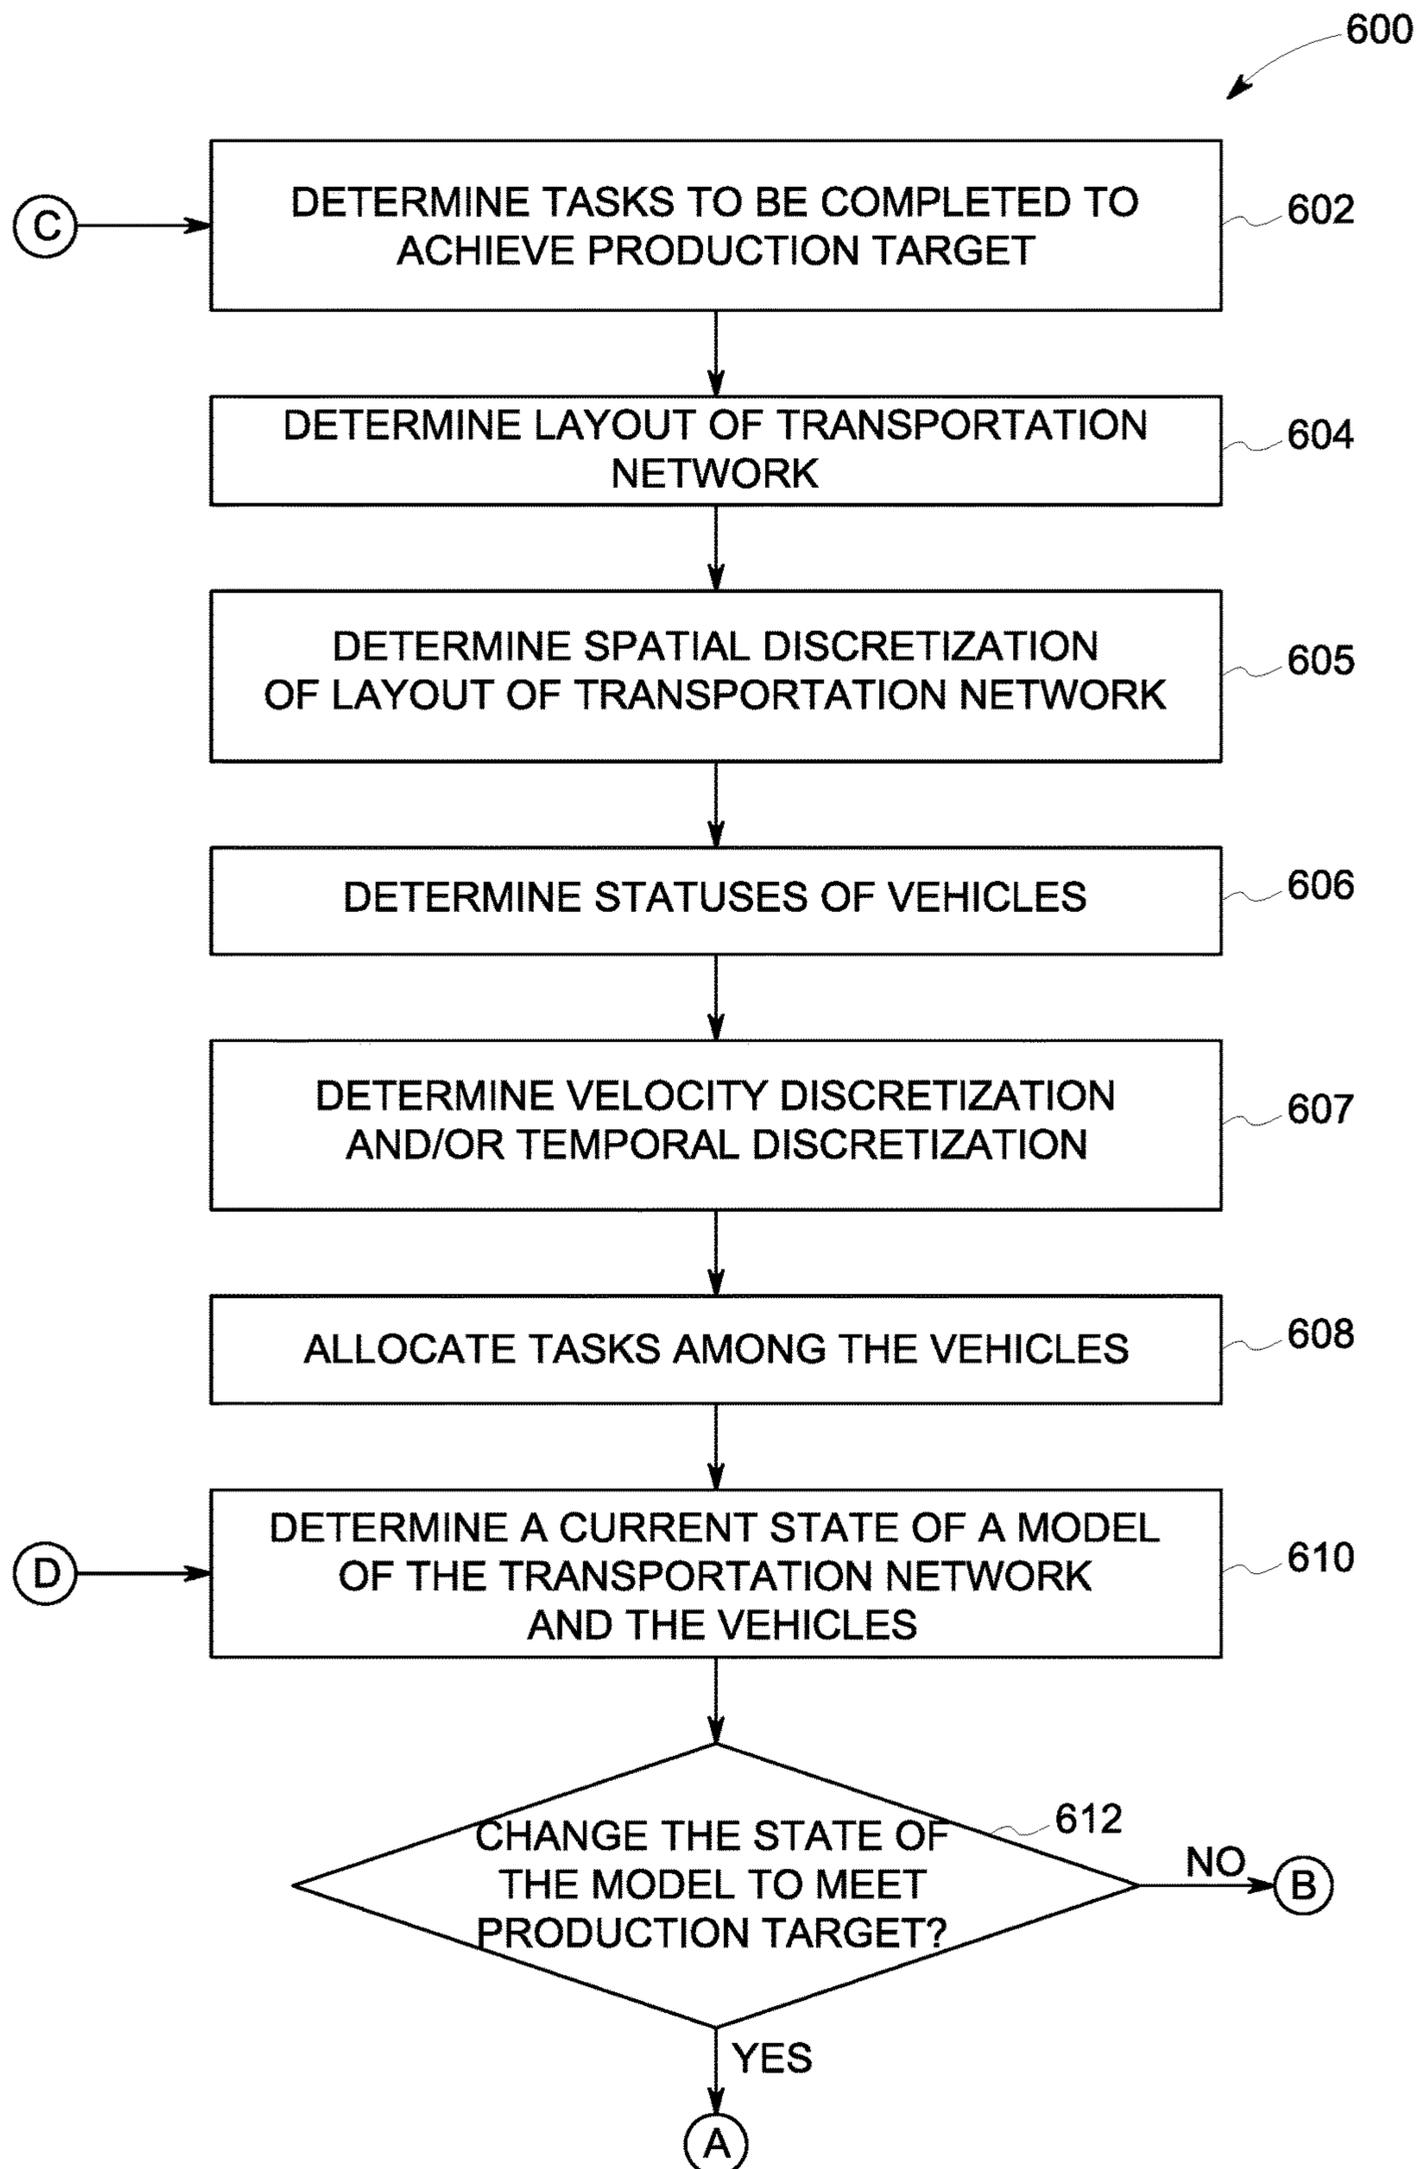 600
C
DETERMINE TASKS TO BE COMPLETED TO
ACHIEVE PRODUCTION TARGET
602
DETERMINE LAYOUT OF TRANSPORTATION
NETWORK
604
DETERMINE SPATIAL DISCRETIZATION
OF LAYOUT OF TRANSPORTATION NETWORK
605
DETERMINE STATUSES OF VEHICLES
606
DETERMINE VELOCITY DISCRETIZATION
AND/OR TEMPORAL DISCRETIZATION
607
ALLOCATE TASKS AMONG THE VEHICLES
608
D
DETERMINE A CURRENT STATE OF A MODEL
OF THE TRANSPORTATION NETWORK
AND THE VEHICLES
610
CHANGE THE STATE OF
THE MODEL TO MEET
PRODUCTION TARGET?
612
NO
B
YES
A